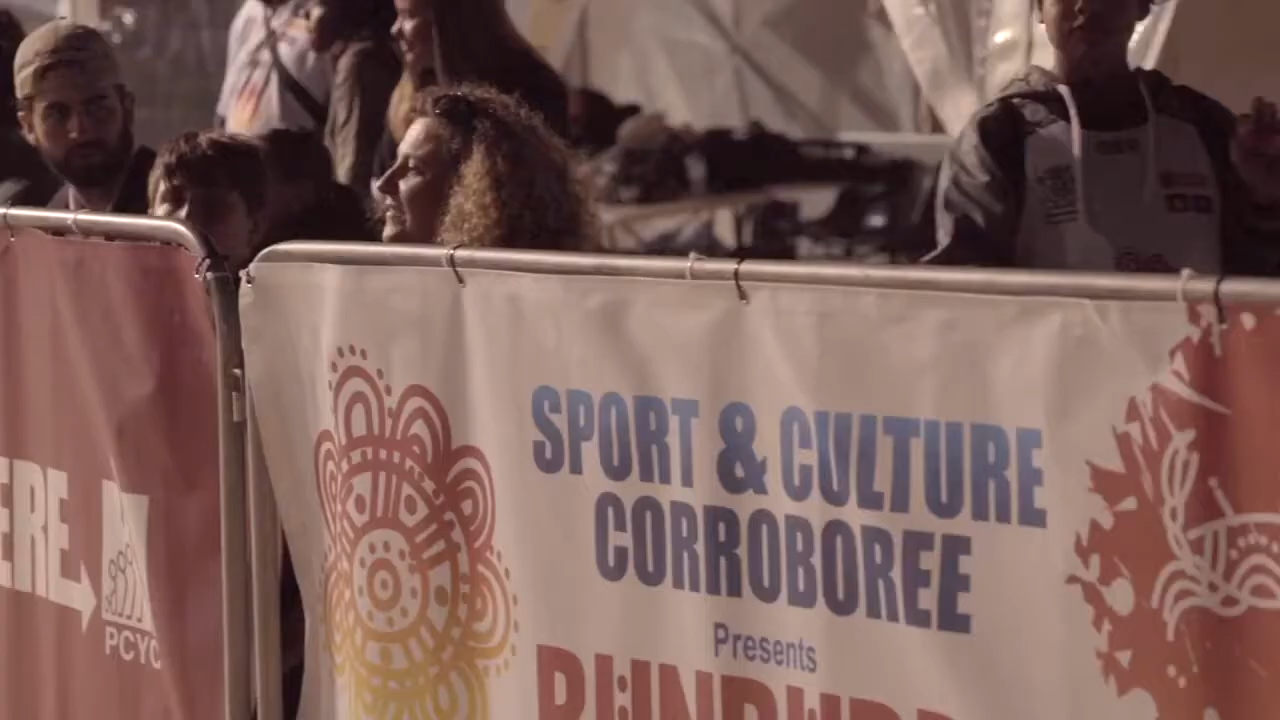 ERE
PCYC
SPORT & CULTURE
CORROBOREE
Presents